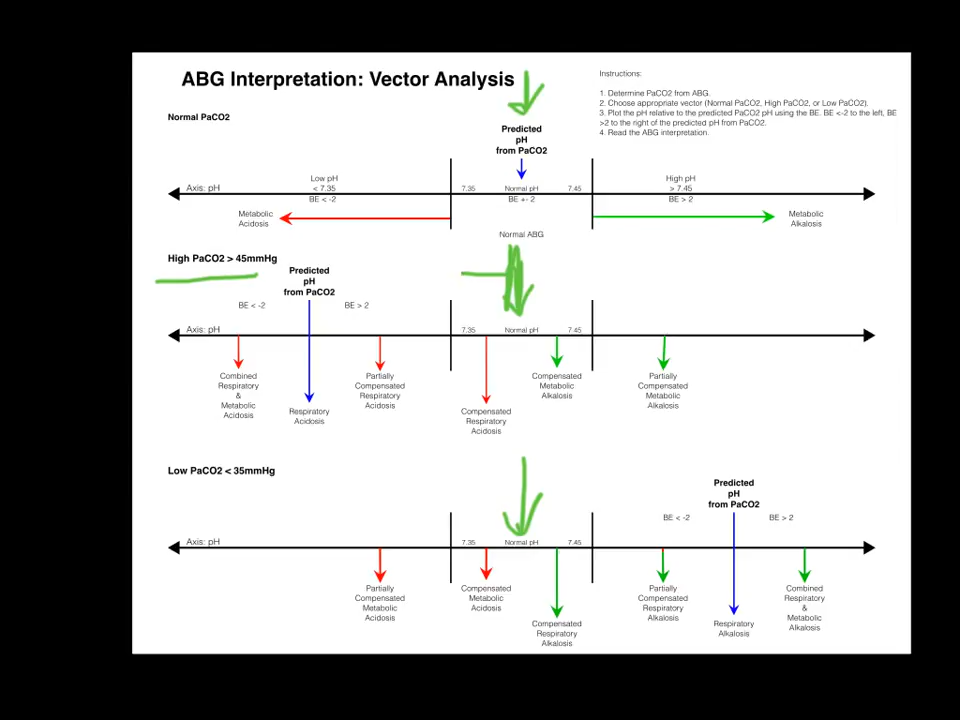 ABG Interpretation: Vector Analysis
Instructions:
1. Determine PaCO2 from ABG.
2. Choose appropriate vector (Normal PaCO2, High PaCO2, or Low PaCO2).
3. Plot the pH relative to the predicted PaCO2 pH using the BE. BE <-2 to the left, BE
>2 to the right of the predicted pH from PaCO2.
4. Read the ABG interpretation.
Normal PaCO2
Predicted
pH
from PaCO2
Axis: pH
Low pH
< 7.35
BE < -2
7.35
Normal pH
7.45
BE +- 2
High pH
> 7.45
BE > 2
Metabolic
Acidosis
Metabolic
Alkalosis
Normal ABG
High PaCO2 > 45mmHg
Predicted
pH
from PaCO2
BE < -2
BE > 2
Axis: pH
7.35
Normal pH
7.45
Combined
Respiratory
&
Metabolic
Acidosis
Respiratory
Acidosis
Partially
Compensated
Respiratory
Acidosis
Compensated
Respiratory
Acidosis
Compensated
Metabolic
Alkalosis
Partially
Compensated
Metabolic
Alkalosis
Low PaCO2 < 35mmHg
Predicted
pH
from PaCO2
BE < -2
BE > 2
Axis: pH
7.35
Normal pH
7.45
Partially
Compensated
Metabolic
Acidosis
Compensated
Metabolic
Acidosis
Compensated
Respiratory
Alkalosis
Partially
Compensated
Respiratory
Alkalosis
Respiratory
Alkalosis
Combined
Respiratory
&
Metabolic
Alkalosis